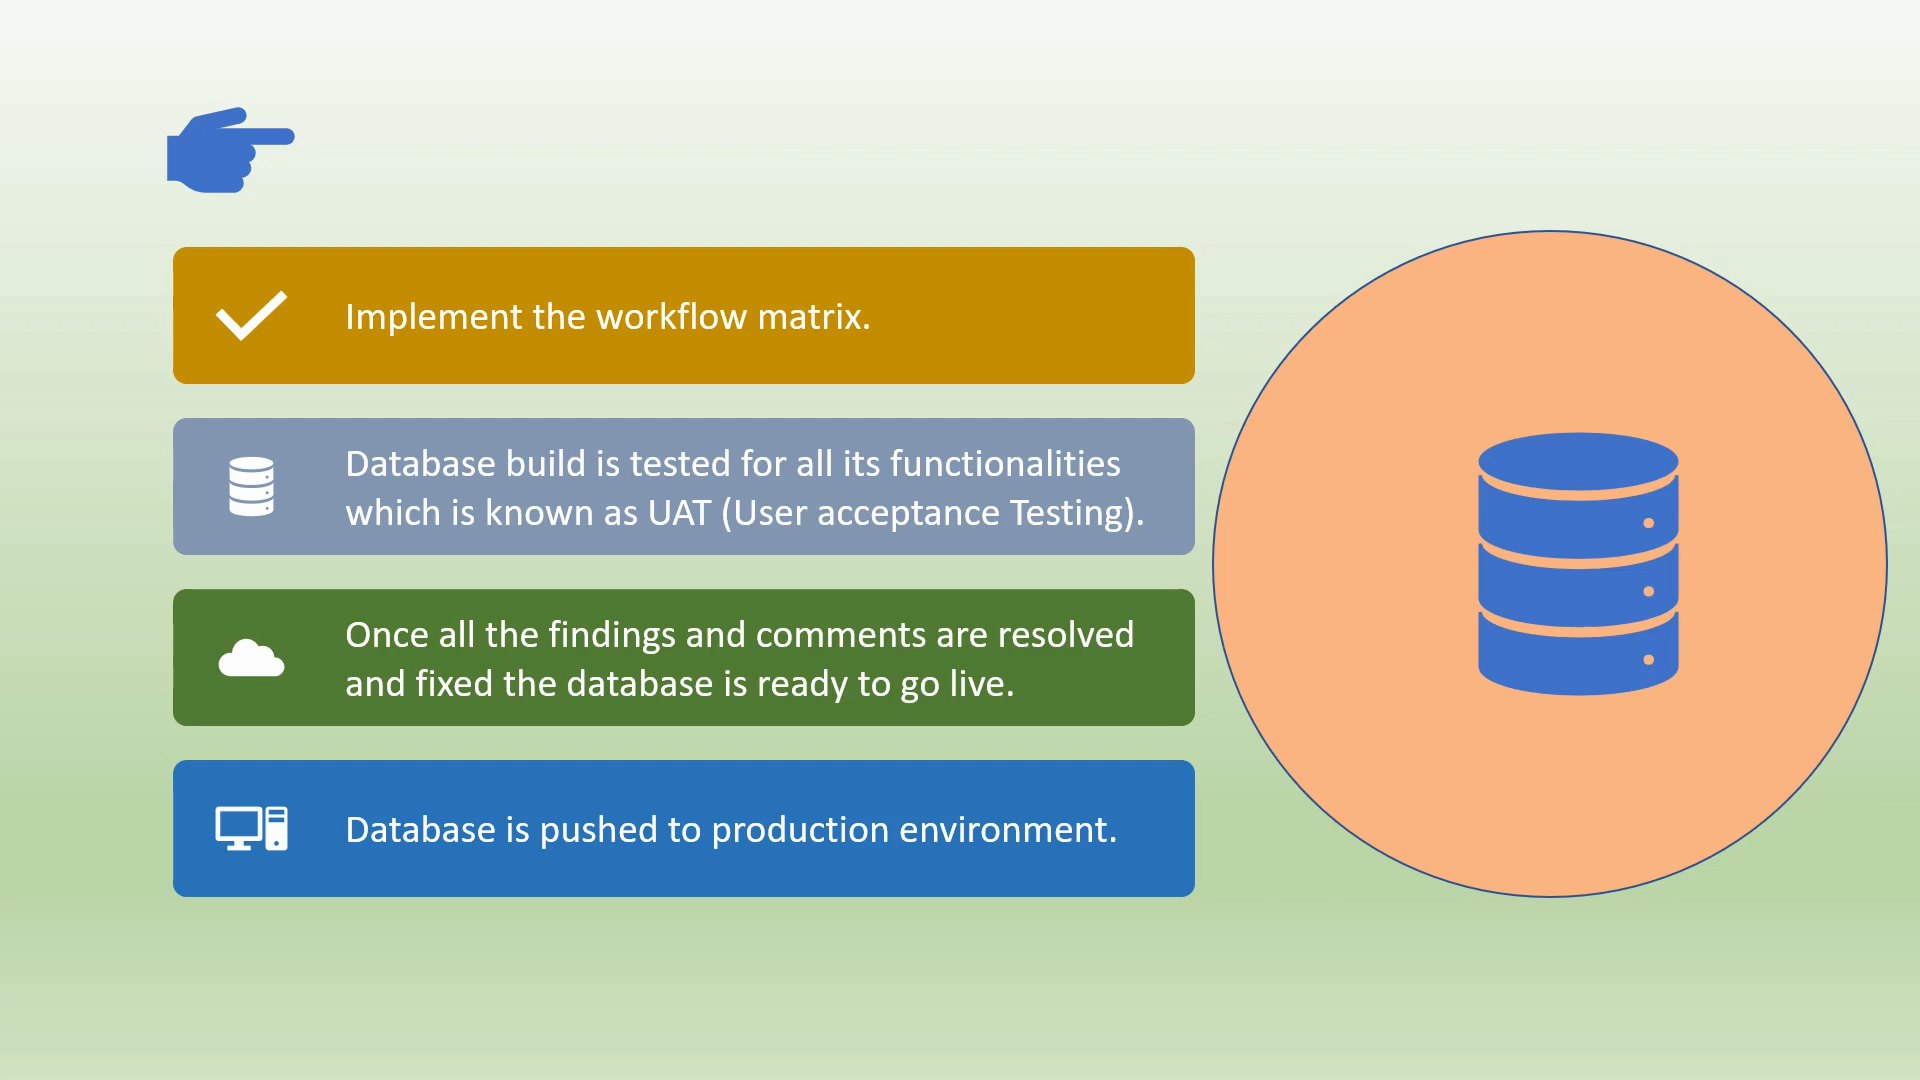 Implement the workflow matrix.
Database build is tested for all its functionalities
which is known as UAT (User acceptance Testing).
Once all the findings and comments are resolved
and fixed the database is ready to go live.
Database is pushed to production environment.